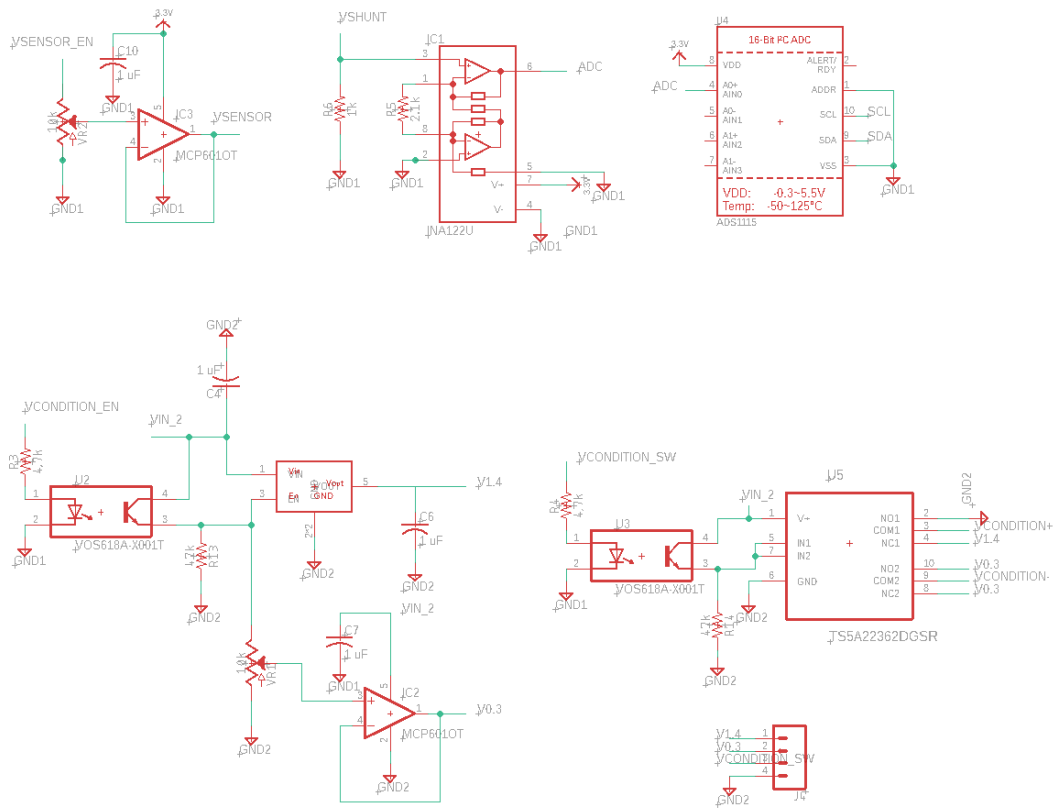 VSENSOR_EN
3.3V
C10
1 uF
GND1
10k
VR2
3
4
5
1
2
IC3
MCP601OT
VSENSOR
GND1
GND1
VSHUNT
R6
1k
GND1
R5
2.1k
GND1
IC1
3
1
8
2
6
5
7
4
V+
V-
INA122U
ADC
3.3V
GND1
GND1
GND1
U4
16-Bit I²C ADC
3.3V
ADC
8
VDD
4
A0+
AIN0
5
A0-
AIN1
6
A1+
AIN2
7
A1-
AIN3
ALERT/
RDY
2
ADDR
1
SCL
10
SCL
SDA
9
SDA
VSS
3
GND1
VDD: -0.3~5.5V
Temp: -50~125°C
ADS1115
GND2
1 uF
C4
VCONDITION_EN
R3
4,7k
VIN_2
U2
1
2
4
3
VOS618A-X001T
GND1
47k
R13
GND2
1
3
VIN
EN
GND
Vout
5
2
GND2
V1.4
C6
1 uF
GND2
10k
VR1
GND2
VIN_2
C7
1 uF
GND1
3
4
5
1
2
IC2
MCP601OT
V0.3
GND2
VCONDITION_SW
R4
4,7k
U3
1
2
4
3
VOS618A-X001T
GND1
47k
R14
GND2
VIN_2
GND2
U5
1
V+
5
IN1
7
IN2
6
GND
NO1
2
COM1
3
NC1
4
NO2
10
COM2
9
NC2
8
TS5A22362DGSR
GND2
VCONDITION+
V1.4
V0.3
VCONDITION-
V0.3
V1.4
V0.3
VCONDITION_SW
1
2
3
4
GND2
J4